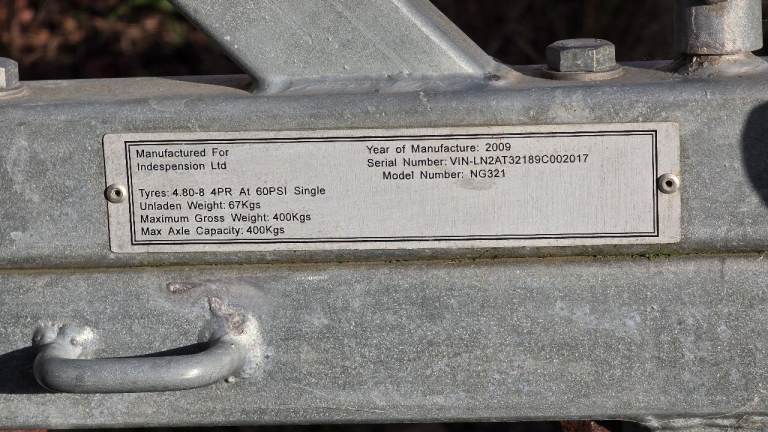 Manufactured For
Indespension Ltd
Year of Manufacture: 2009
Serial Number: VIN-LN2AT32189C002017
Model Number: NG321
Tyres: 4.80-8 4PR At 60PSI Single
Unladen Weight: 67Kgs
Maximum Gross Weight: 400Kgs
Max Axle Capacity: 400Kgs